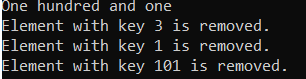 One hundred and one
Element with key 3 is removed.
Element with key 1 is removed.
Element with key 101 is removed.